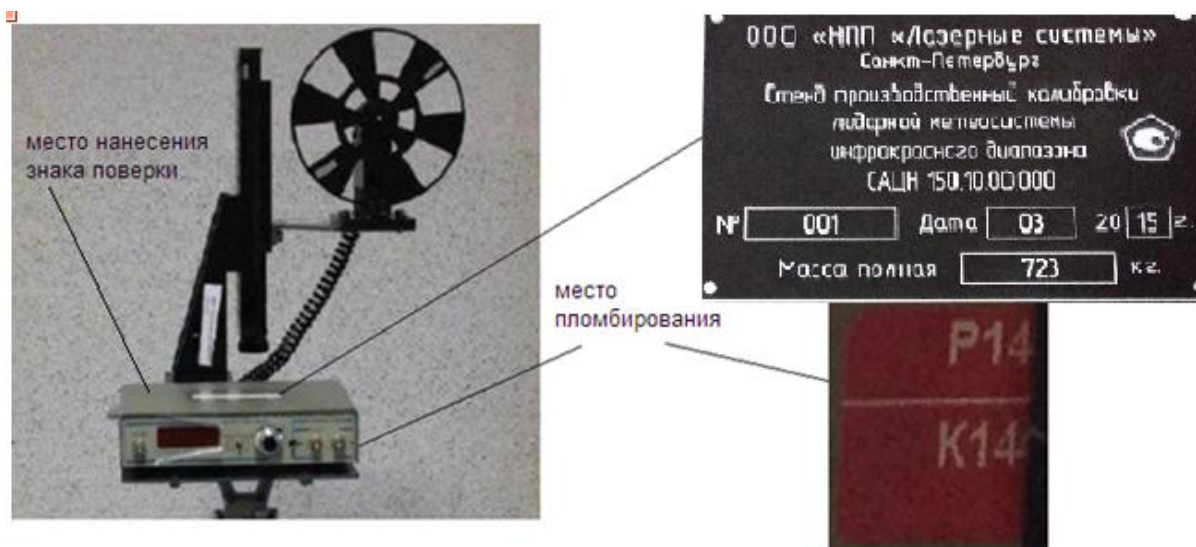 место нанесения
знака поверки
место
пломбирования
ООО «НПП «Лазерные системы»
Санкт-Петербург
Стенд производственный калибровки
лидарной метеосистемы
инфракрасного диапазона
САЦН 150.10.00.000
№ 001 Дата 03 20 15 г.
Масса полная 723 кг.
Р14
К14